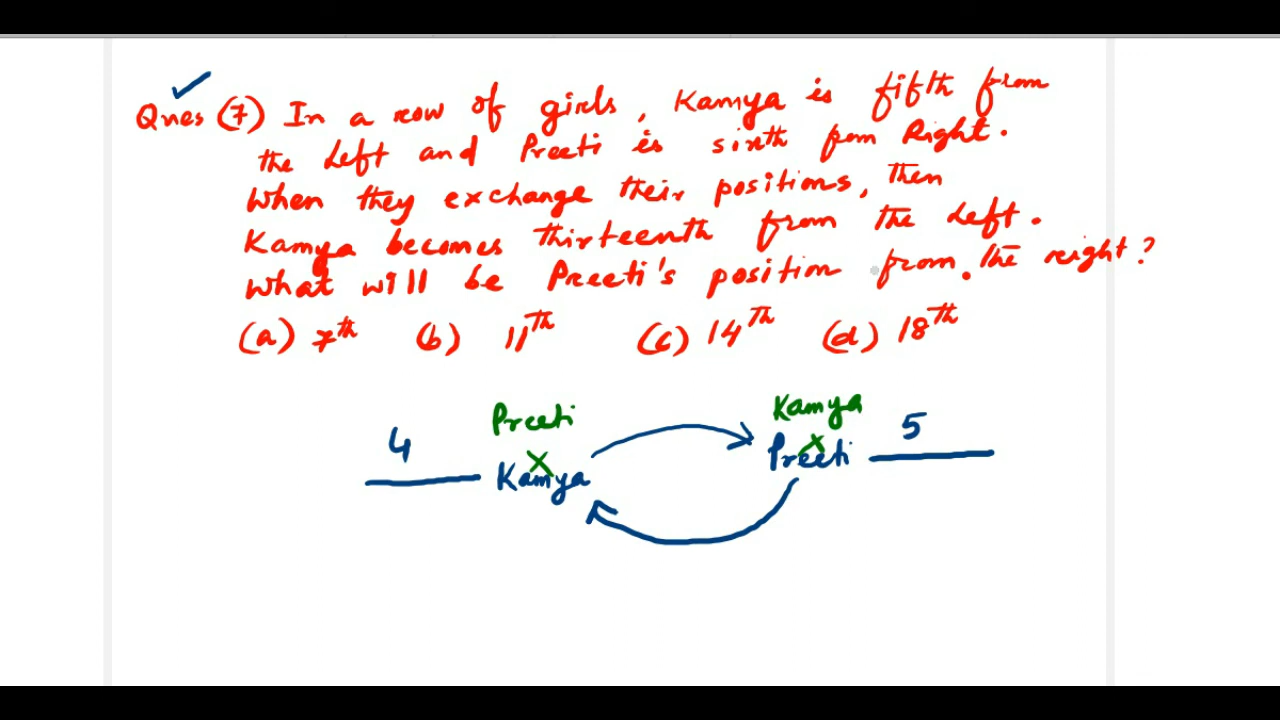 Ques (7) In a row of girls, Kamya is fifth from
the Left and Preeti is sixth from Right.
When they exchange their positions, then
Kamya becomes thirteenth from the Left.
What will be Preeti's position from the right?
(a) 7th (b) 11th (c) 14th (d) 18th
Preeti Kamya
4 Kamya Preeti 5